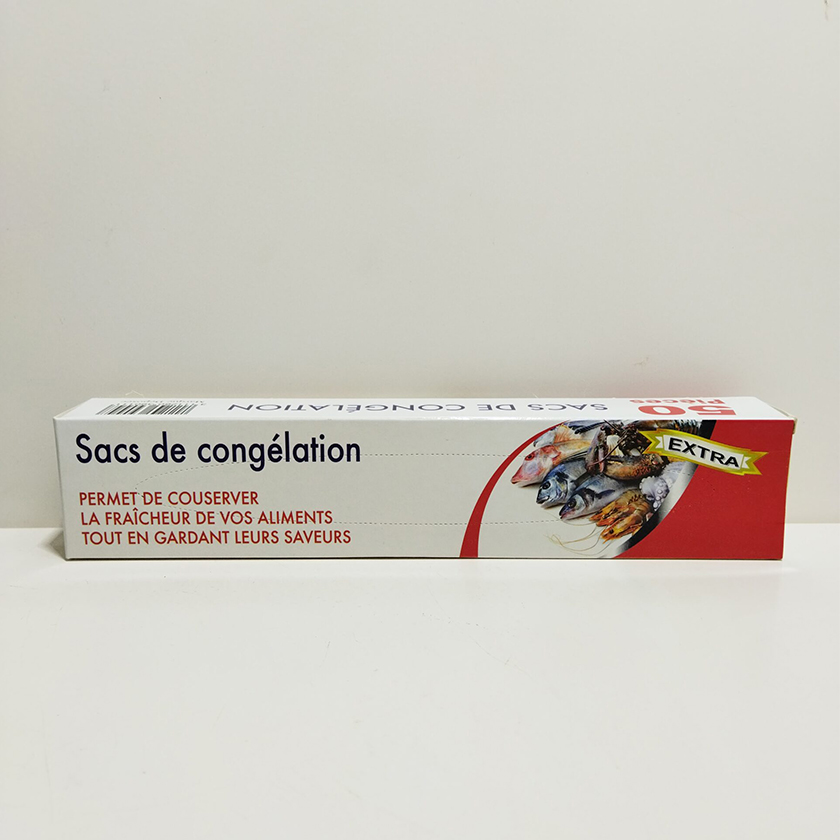 50
Pièces
SACS DE CONGÉLATION
Sacs de congélation
EXTRA
PERMET DE COUSERVER
LA FRAÎCHEUR DE VOS ALIMENTS
TOUT EN GARDANT LEURS SAVEURS